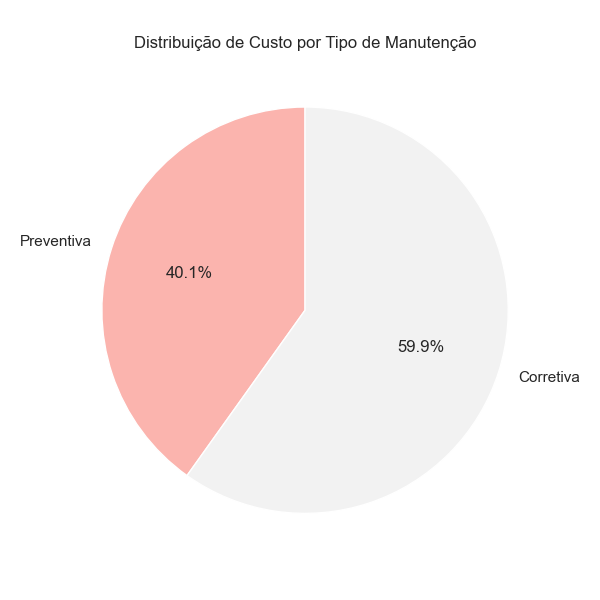 Distribuição de Custo por Tipo de Manutenção
Preventiva
40.1%
59.9%
Corretiva